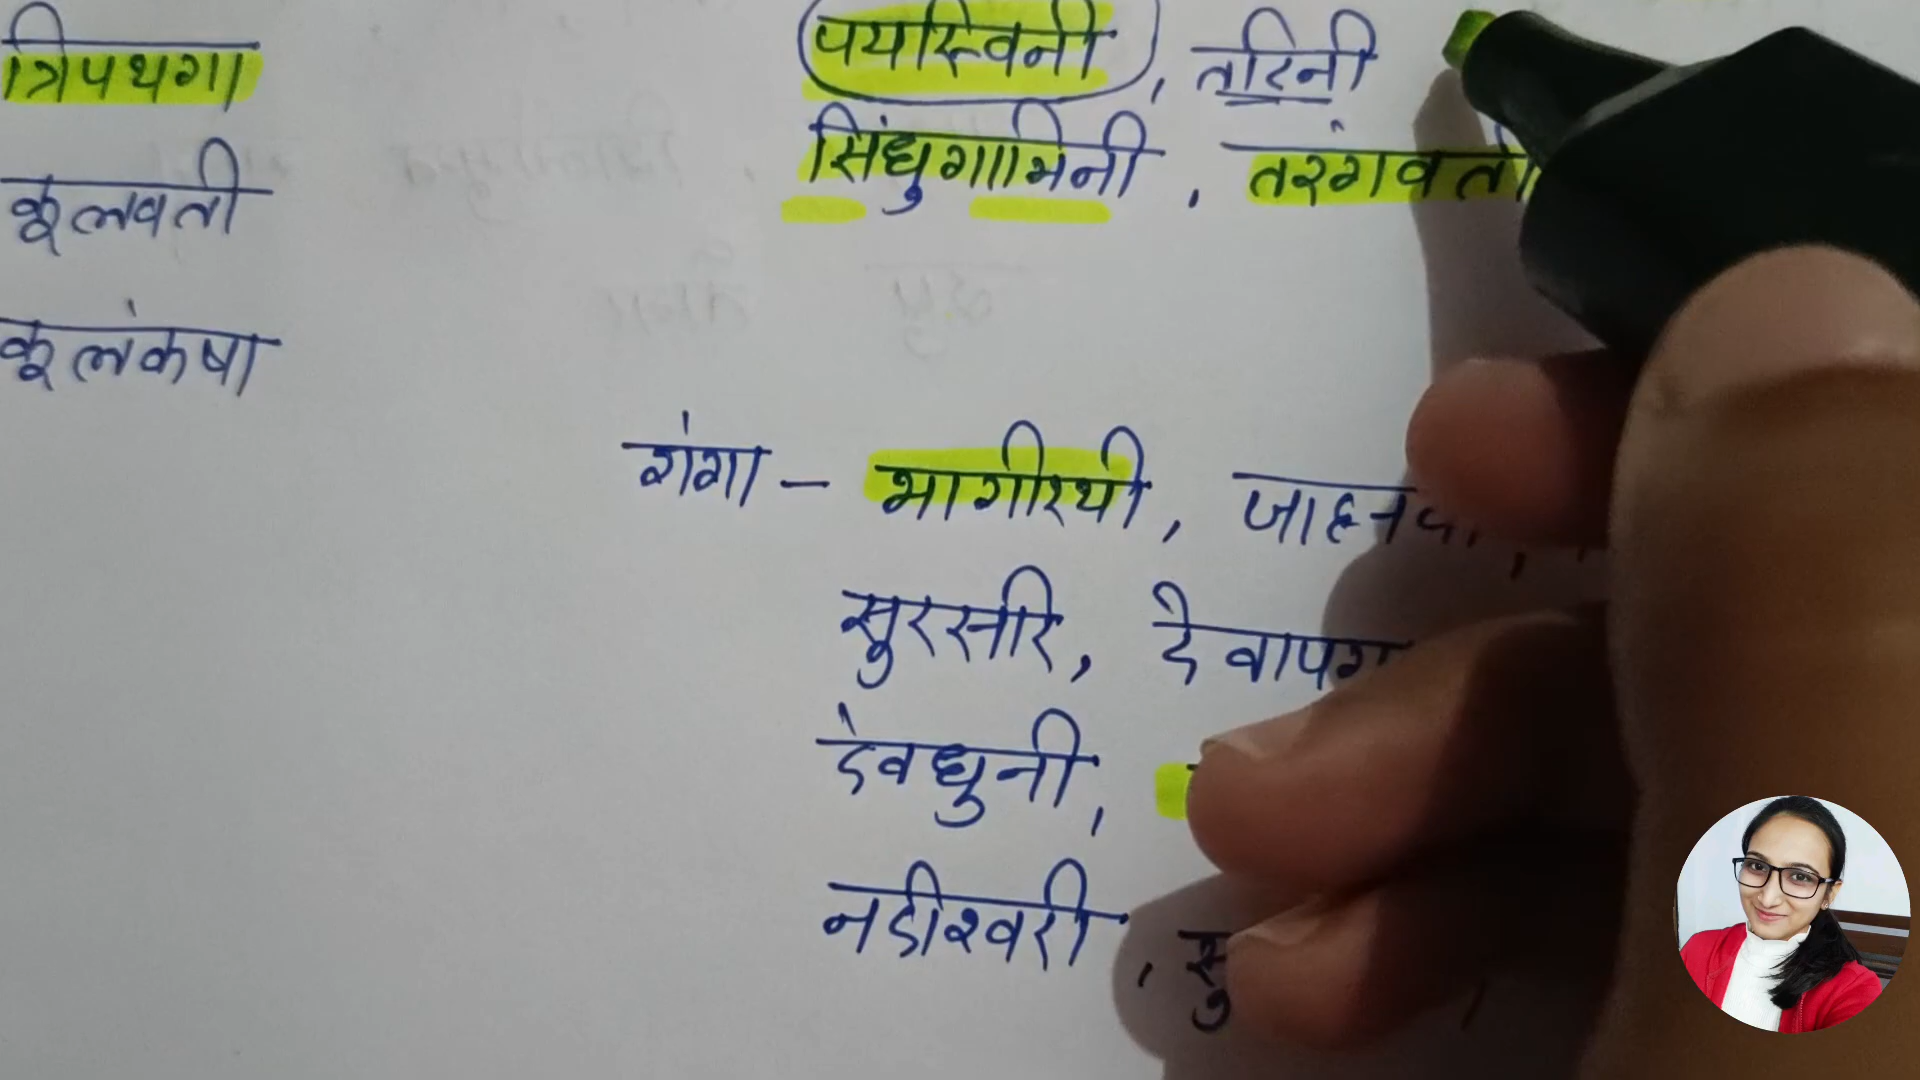 त्रिपथगा
पयस्विनी, तटिनी
सिंधुगामिनी, तरंगवती
कूलवती
कूलंकषा
गंगा - भागीरथी, जाह्नवी,
सुरसरि, देवापगा
देवधुनी,
नदीश्वरी,